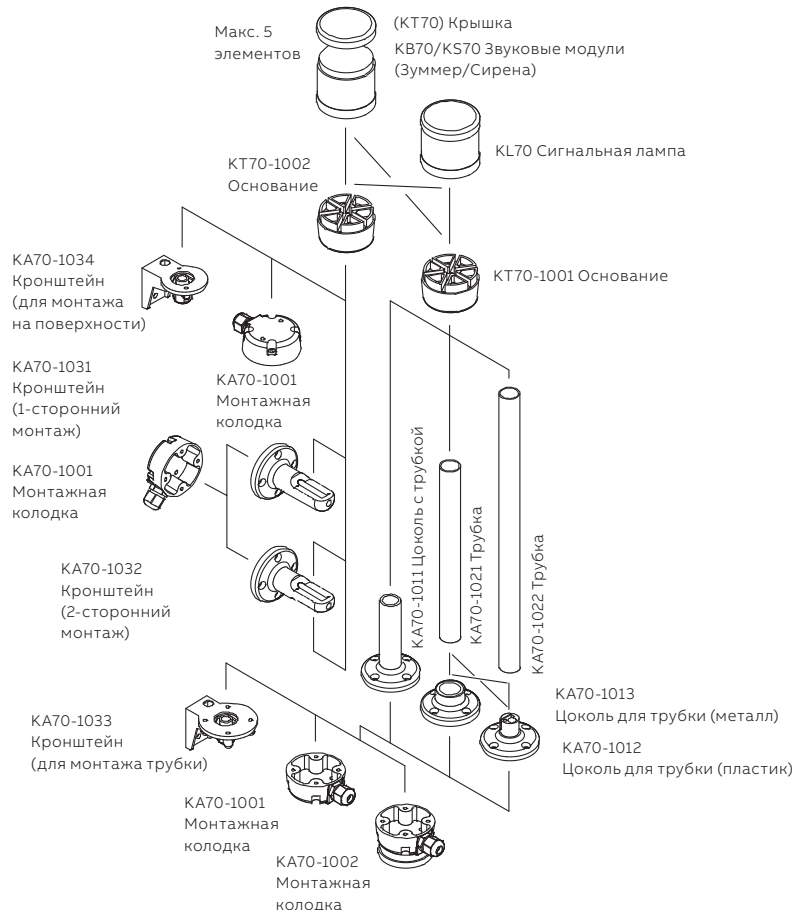 Макс. 5
элементов
(KT70) Крышка
KB70/KS70 Звуковые модули
(Зуммер/Сирена)
KL70 Сигнальная лампа
KT70-1002
Основание
KT70-1001 Основание
KA70-1034
Кронштейн
(для монтажа
на поверхности)
KA70-1001
Монтажная
колодка
KA70-1031
Кронштейн
(1-сторонний
монтаж)
KA70-1001
Монтажная
колодка
KA70-1032
Кронштейн
(2-сторонний
монтаж)
KA70-1011 Цоколь с трубкой
KA70-1021 Трубка
KA70-1022 Трубка
KA70-1013
Цоколь для трубки (металл)
KA70-1012
Цоколь для трубки (пластик)
KA70-1033
Кронштейн
(для монтажа трубки)
KA70-1001
Монтажная
колодка
KA70-1002
Монтажная
колодка